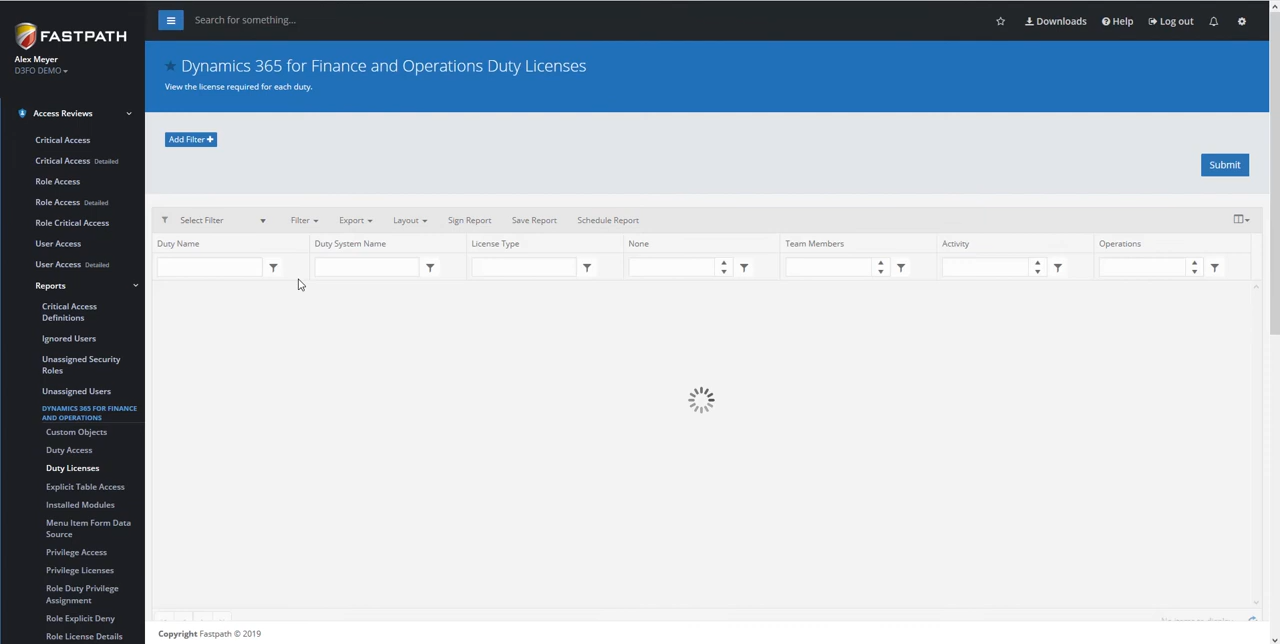 FASTPATH
Alex Meyer
D3FO DEMO
Search for something...
Downloads
Help
Log out
Dynamics 365 for Finance and Operations Duty Licenses
View the license required for each duty.
Add Filter +
Submit
Access Reviews
Critical Access
Critical Access Detailed
Role Access
Role Access Detailed
Role Critical Access
User Access
User Access Detailed
Reports
Critical Access
Definitions
Ignored Users
Unassigned Security
Roles
Unassigned Users
DYNAMICS 365 FOR FINANCE
AND OPERATIONS
Custom Objects
Duty Access
Duty Licenses
Explicit Table Access
Installed Modules
Menu Item Form Data
Source
Privilege Access
Privilege Licenses
Role Duty Privilege
Assignment
Role Explicit Deny
Role License Details
Select Filter
Filter
Export
Layout
Sign Report
Save Report
Schedule Report
Duty Name
Duty System Name
License Type
None
Team Members
Activity
Operations
Copyright Fastpath © 2019